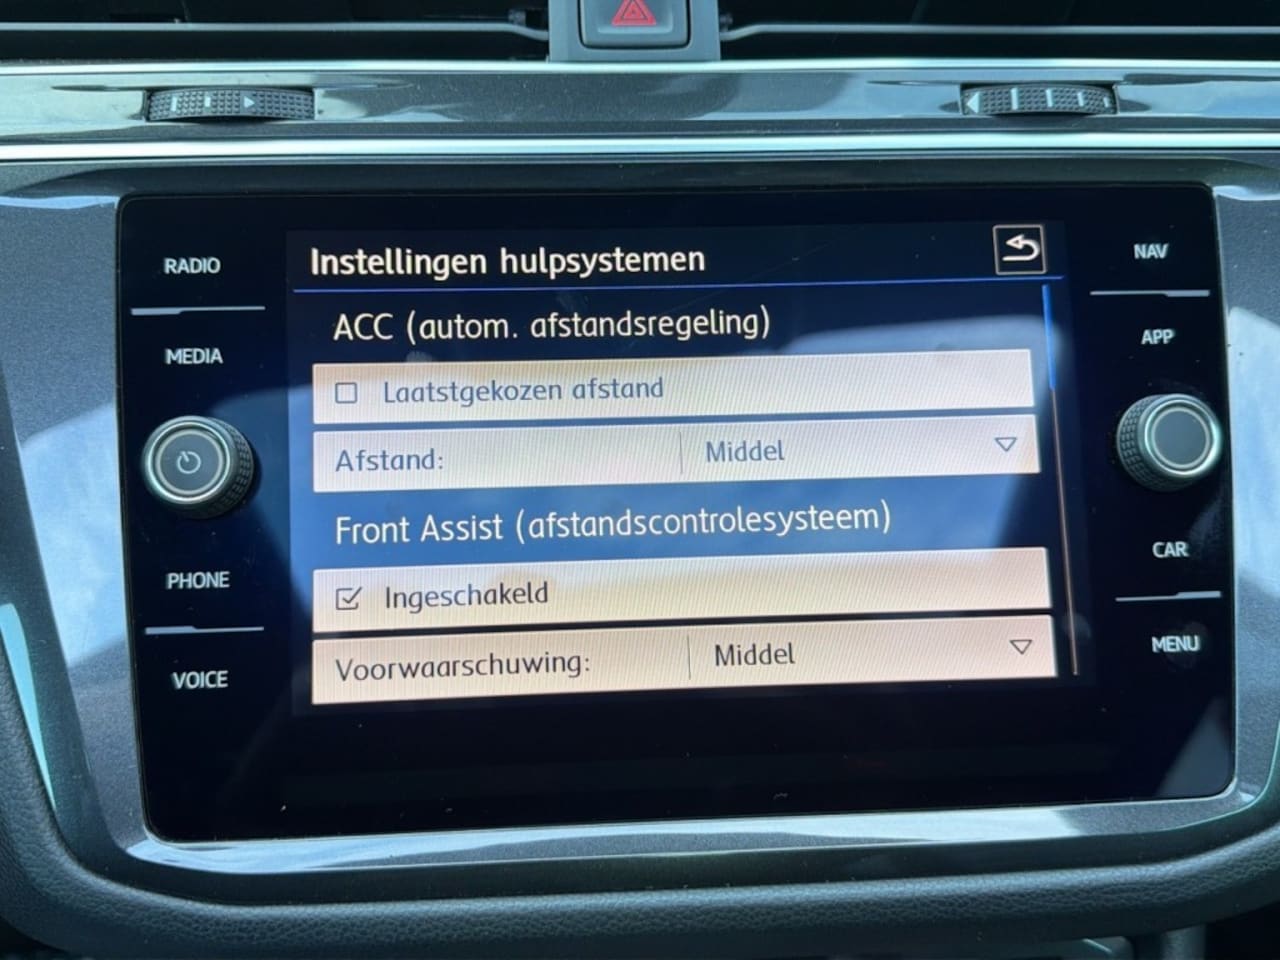 RADIO
MEDIA
PHONE
VOICE
Instellingen hulpsystemen
ACC (autom. afstandsregeling)
Laatstgekozen afstand
Afstand: Middel
Front Assist (afstandscontrolesysteem)
Ingeschakeld
Voorwaarschuwing: Middel
NAV
APP
CAR
MENU